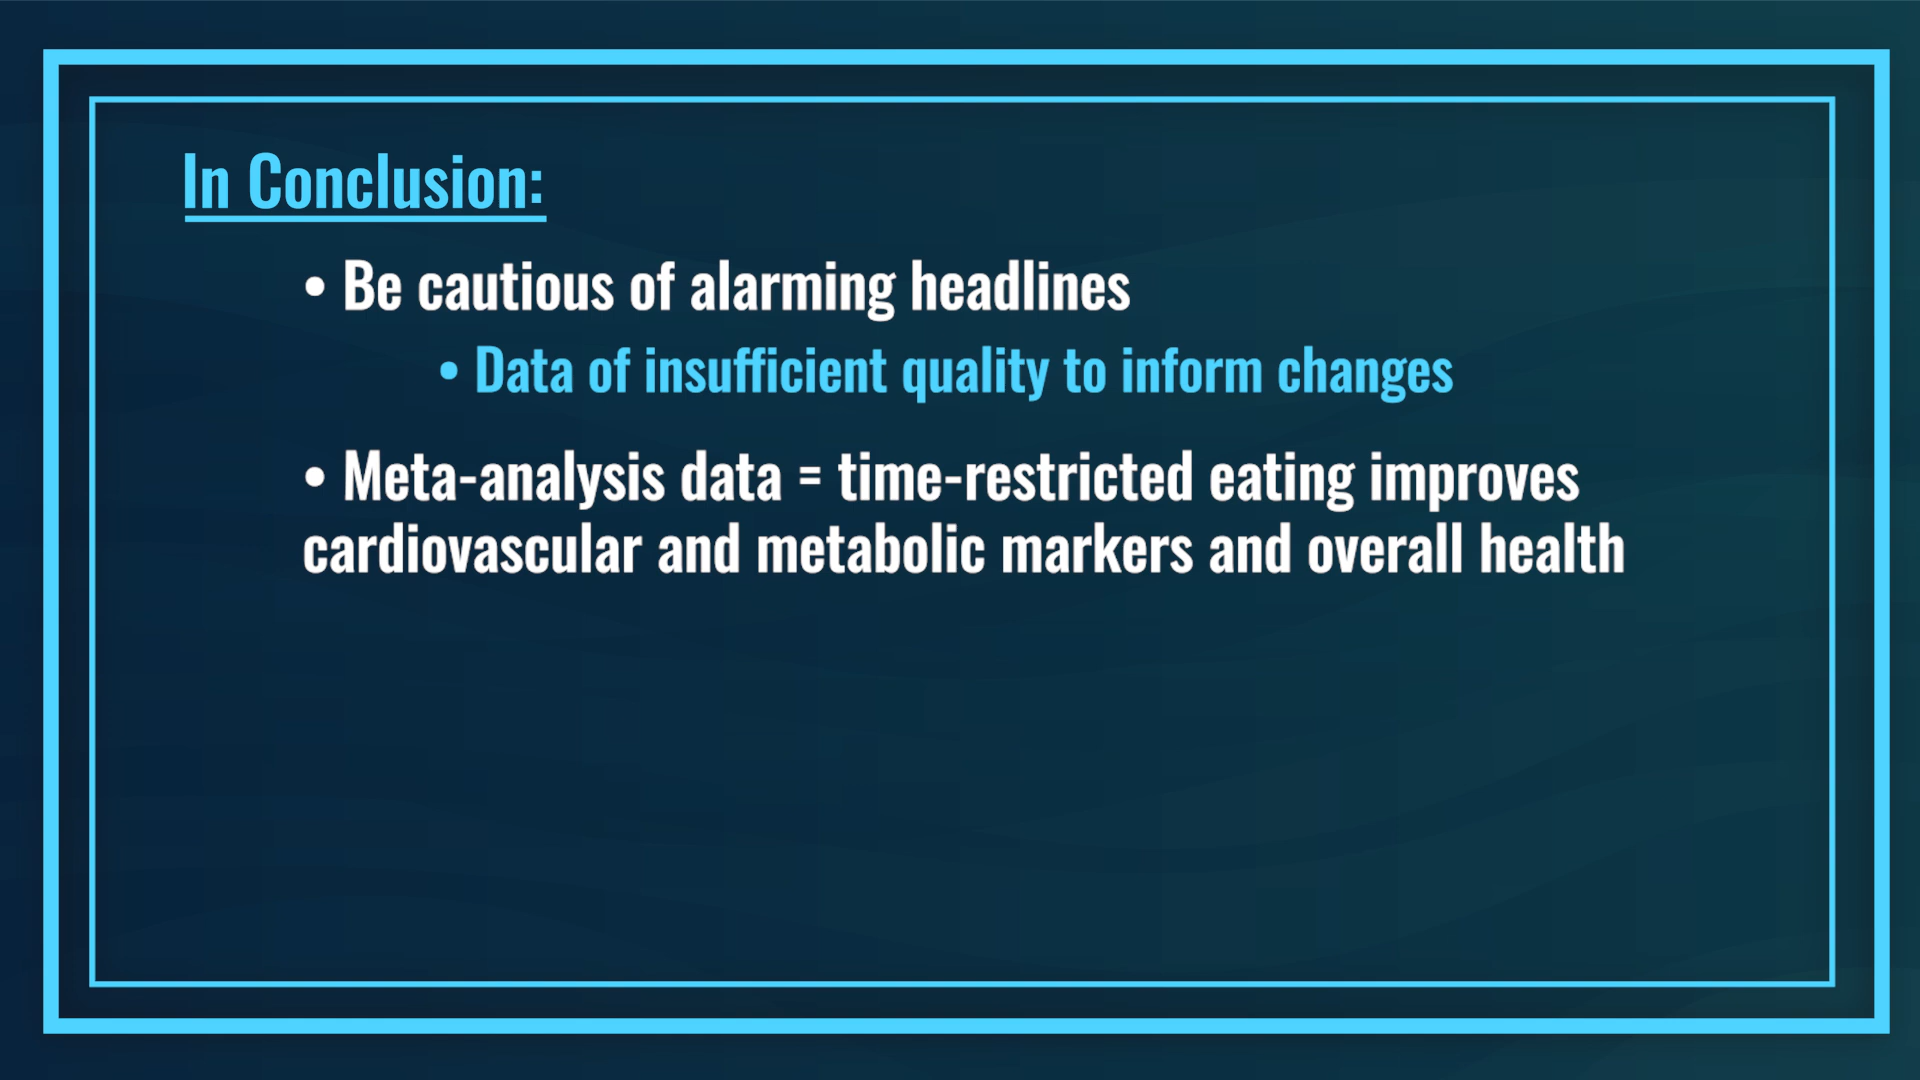 In Conclusion:
• Be cautious of alarming headlines
• Data of insufficient quality to inform changes
• Meta-analysis data = time-restricted eating improves
cardiovascular and metabolic markers and overall health